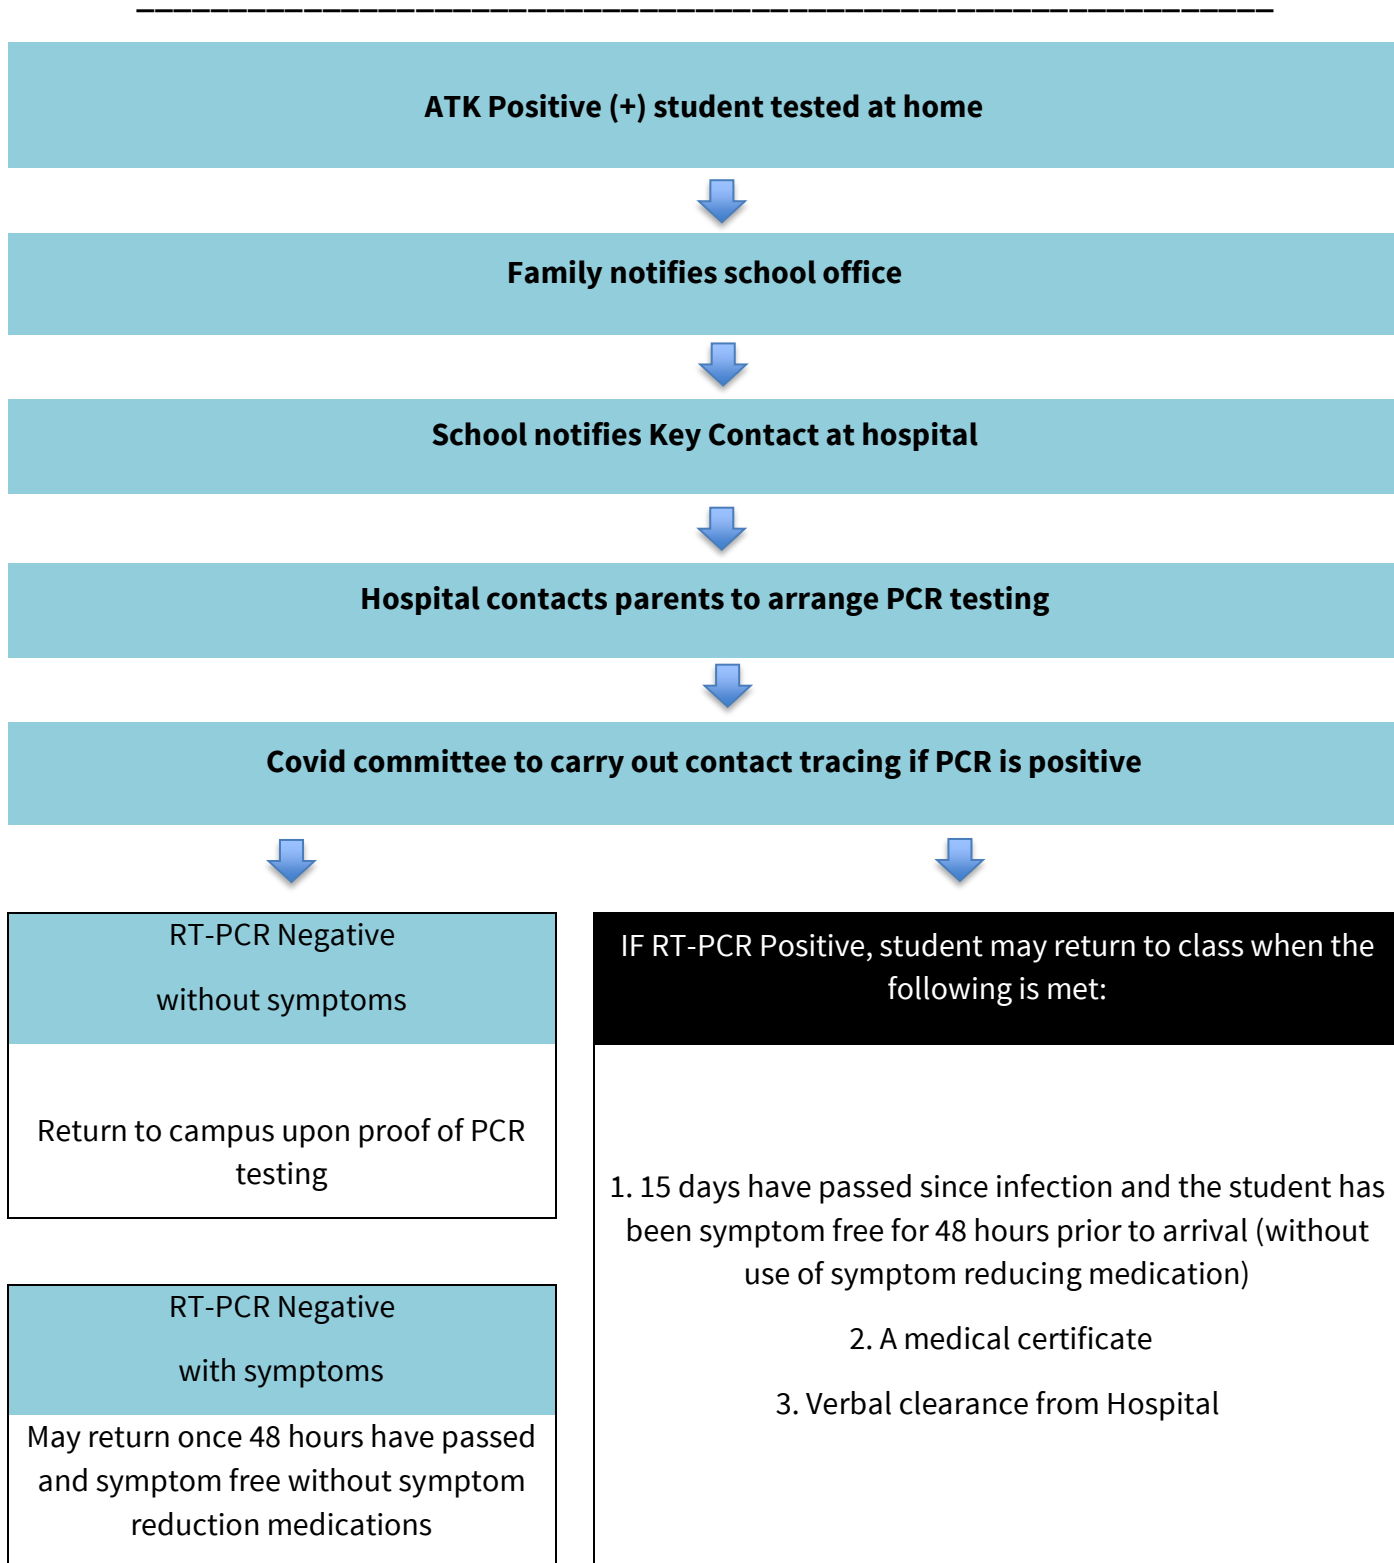 ATK Positive (+) student tested at home
Family notifies school office
School notifies Key Contact at hospital
Hospital contacts parents to arrange PCR testing
Covid committee to carry out contact tracing if PCR is positive
RT-PCR Negative
without symptoms
Return to campus upon proof of PCR
testing
RT-PCR Negative
with symptoms
May return once 48 hours have passed
and symptom free without symptom
reduction medications
IF RT-PCR Positive, student may return to class when the
following is met:
1. 15 days have passed since infection and the student has
been symptom free for 48 hours prior to arrival (without
use of symptom reducing medication)
2. A medical certificate
3. Verbal clearance from Hospital